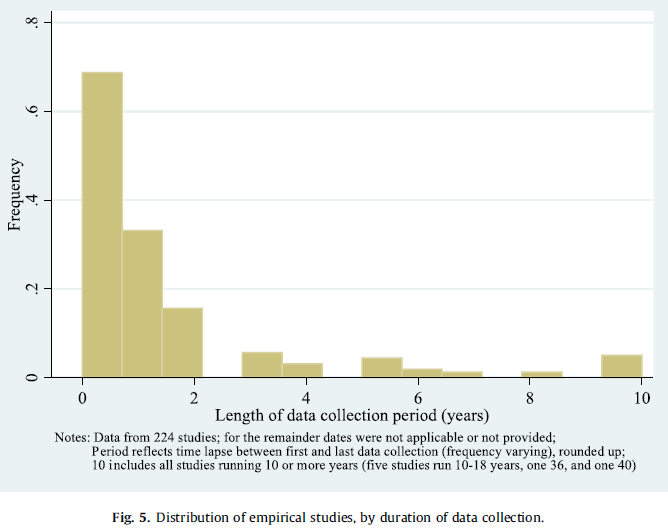 .8
.6
.4
.2
0
Frequency
0 2 4 6 8 10
Length of data collection period (years)
Notes: Data from 224 studies; for the remainder dates were not applicable or not provided;
Period reflects time lapse between first and last data collection (frequency varying), rounded up;
10 includes all studies running 10 or more years (five studies run 10-18 years, one 36, and one 40)
Fig. 5. Distribution of empirical studies, by duration of data collection.